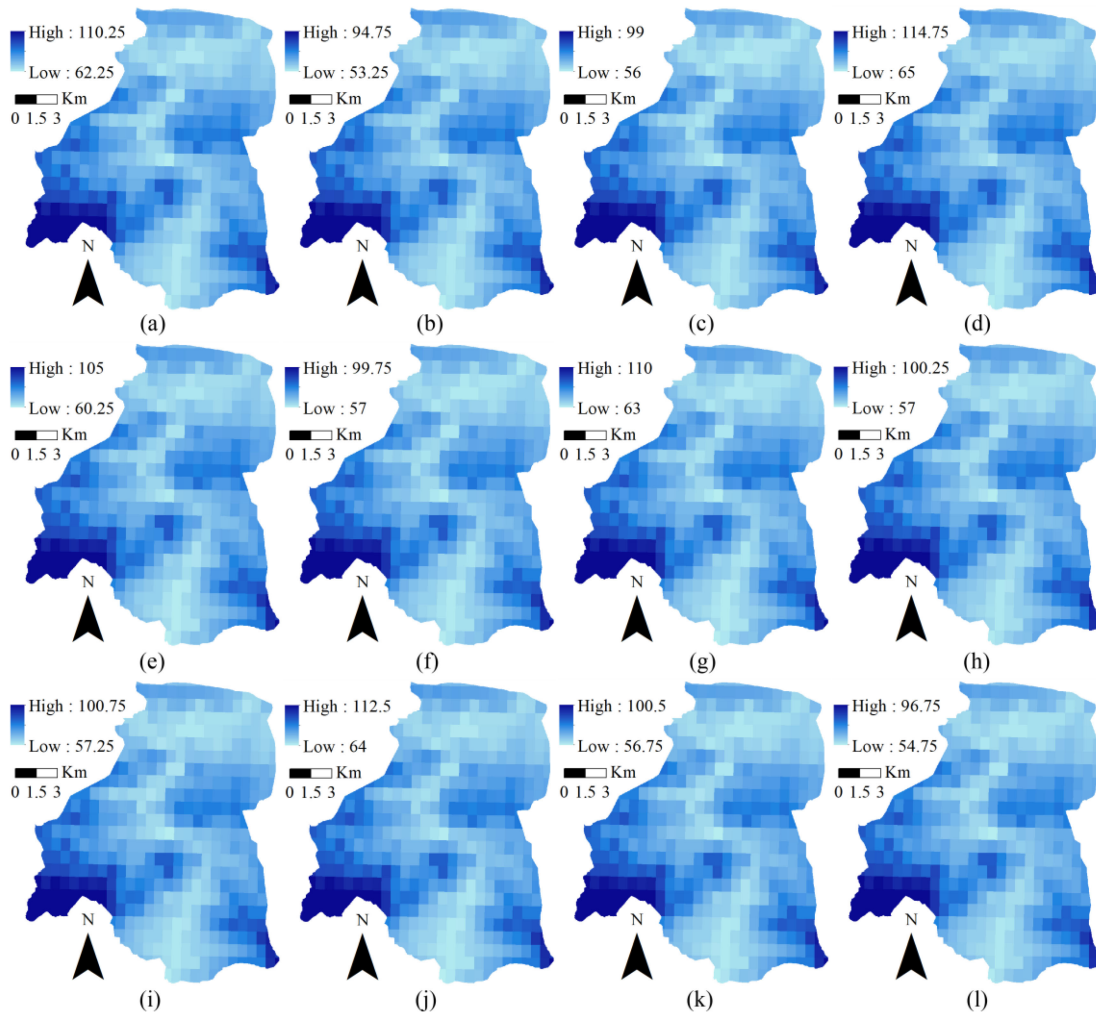 High : 110.25
Low : 62.25
Km
0 1.5 3
N
(a)
High : 94.75
Low : 53.25
Km
0 1.5 3
N
(b)
High : 99
Low : 56
Km
0 1.5 3
N
(c)
High : 114.75
Low : 65
Km
0 1.5 3
N
(d)
High : 105
Low : 60.25
Km
0 1.5 3
N
(e)
High : 99.75
Low : 57
Km
0 1.5 3
N
(f)
High : 110
Low : 63
Km
0 1.5 3
N
(g)
High : 100.25
Low : 57
Km
0 1.5 3
N
(h)
High : 100.75
Low : 57.25
Km
0 1.5 3
N
(i)
High : 112.5
Low : 64
Km
0 1.5 3
N
(j)
High : 100.5
Low : 56.75
Km
0 1.5 3
N
(k)
High : 96.75
Low : 54.75
Km
0 1.5 3
N
(l)